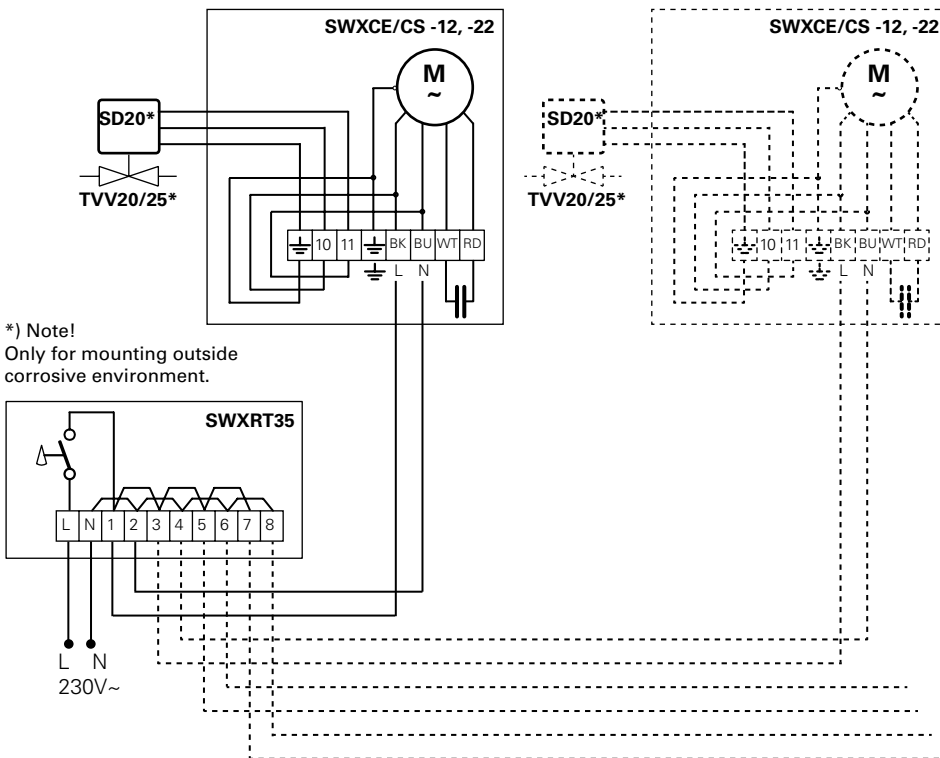 SWXCE/CS -12, -22
M
~
SD20*
TVV20/25*
10 11 BK BU WT RD
L N
SWXCE/CS -12, -22
M
~
SD20*
TVV20/25*
10 11 BK BU WT RD
L N
*) Note!
Only for mounting outside
corrosive environment.
SWXRT35
L N 1 2 3 4 5 6 7 8
L N
230V~